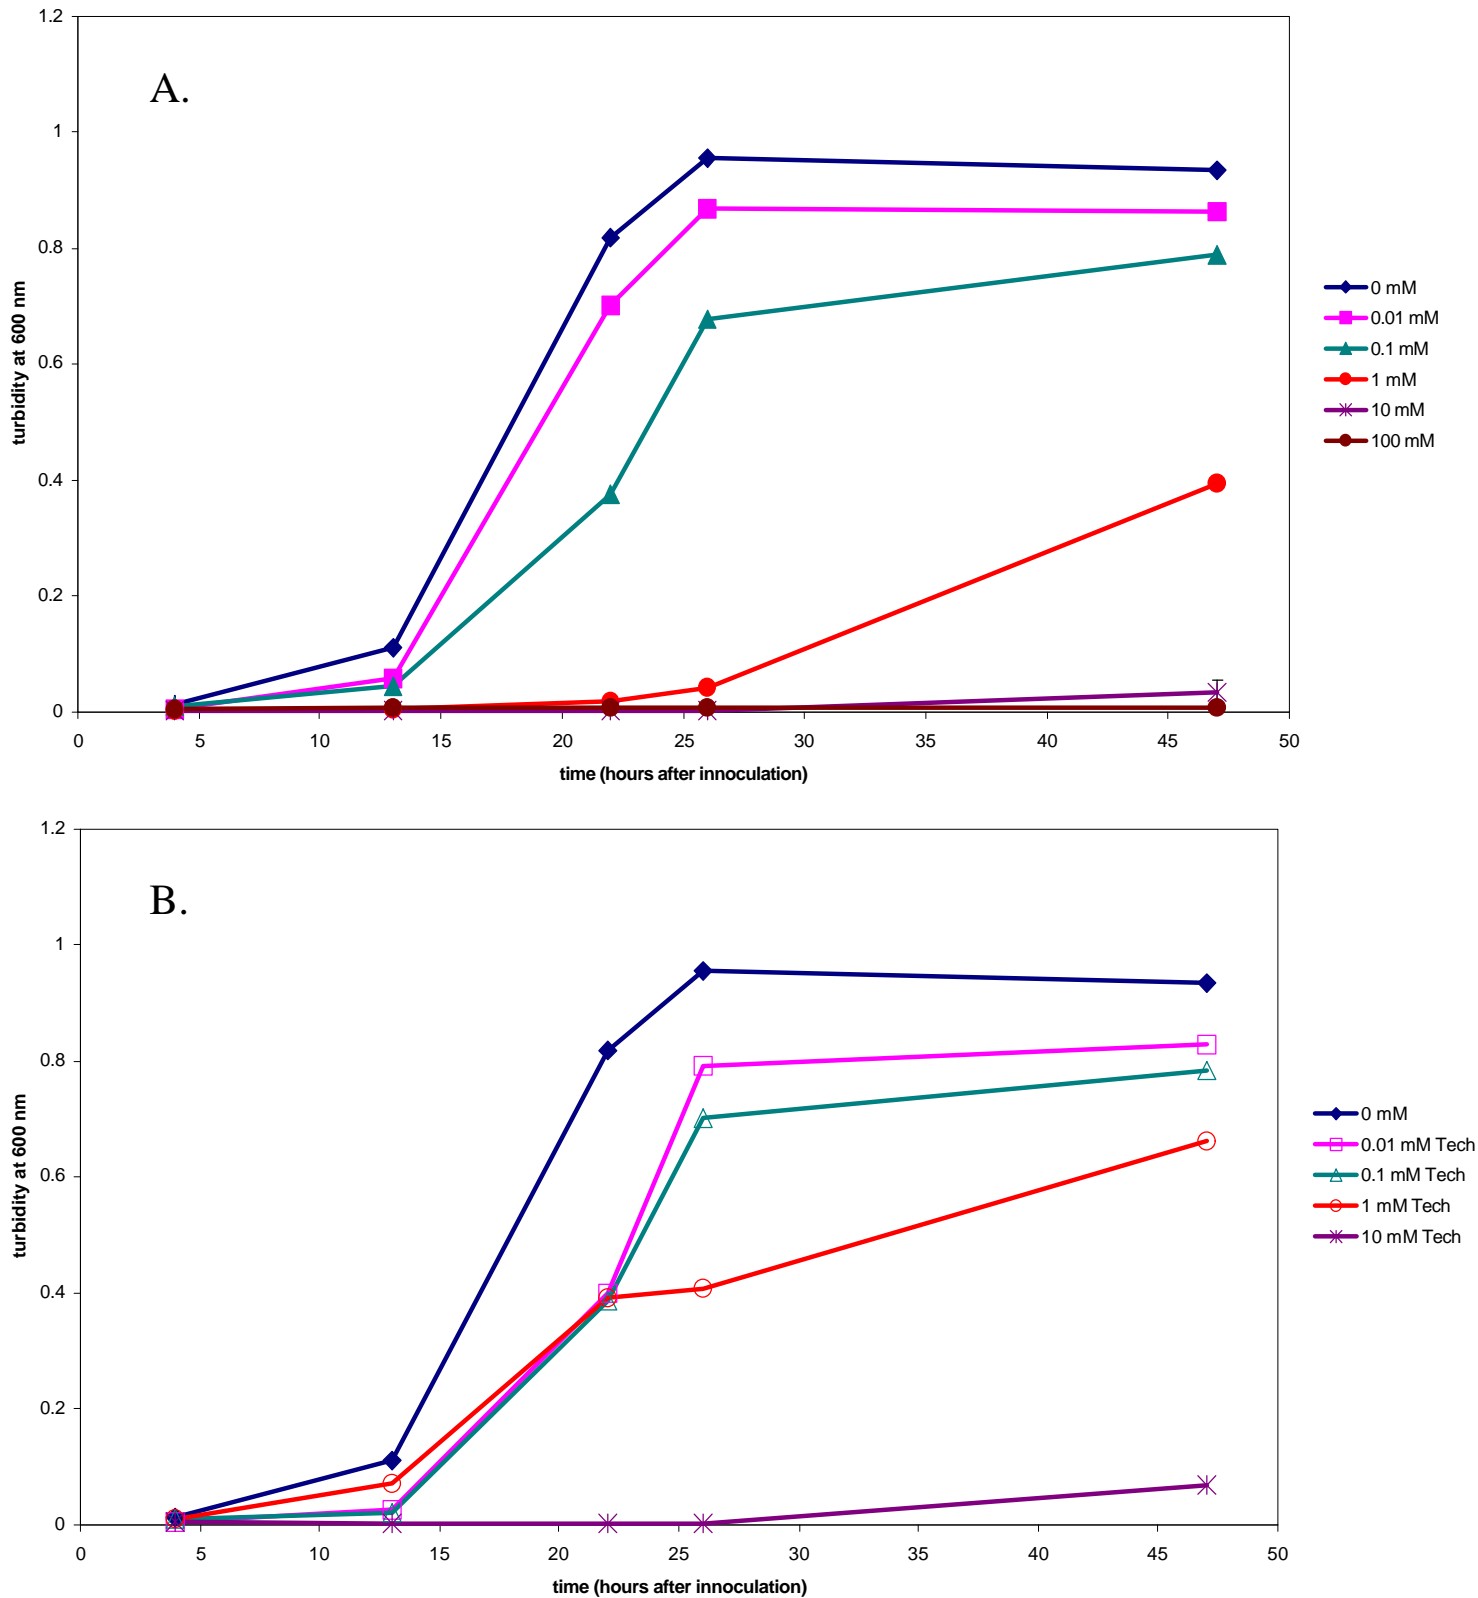 A.
turbidity at 600 nm
1.2
1
0.8
0.6
0.4
0.2
0
0 5 10 15 20 25 30 35 40 45 50
time (hours after innoculation)
0 mM
0.01 mM
0.1 mM
1 mM
10 mM
100 mM
B.
turbidity at 600 nm
1.2
1
0.8
0.6
0.4
0.2
0
0 5 10 15 20 25 30 35 40 45 50
time (hours after innoculation)
0 mM
0.01 mM Tech
0.1 mM Tech
1 mM Tech
10 mM Tech